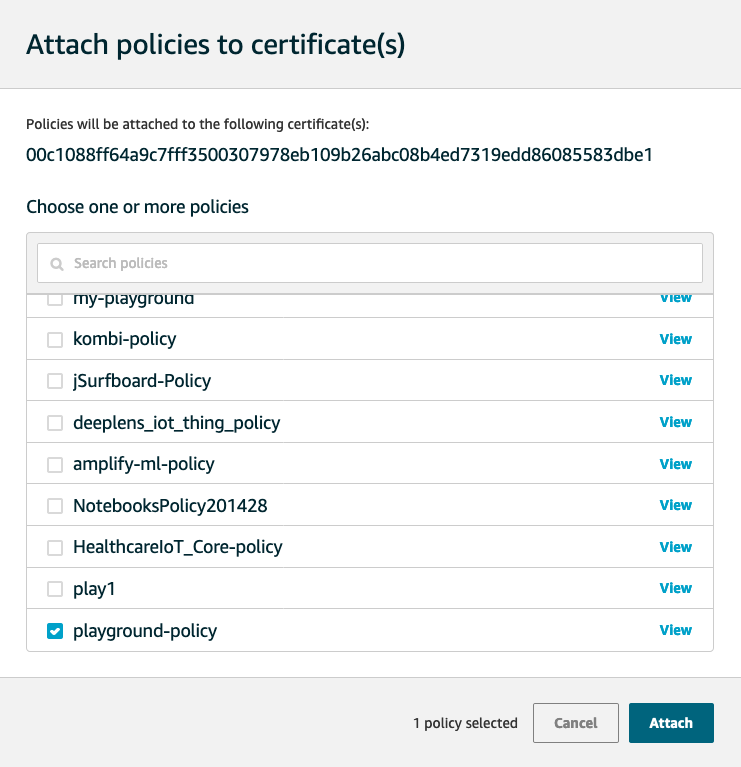 Attach policies to certificate(s)
Policies will be attached to the following certificate(s):
00c1088ff64a9c7fff3500307978eb109b26abc08b4ed7319edd86085583dbe1
Choose one or more policies
Search policies
my-playground View
kombi-policy View
jSurfboard-Policy View
deeplens_iot_thing_policy View
amplify-ml-policy View
NotebooksPolicy201428 View
HealthcareIoT_Core-policy View
play1 View
playground-policy View
1 policy selected Cancel Attach